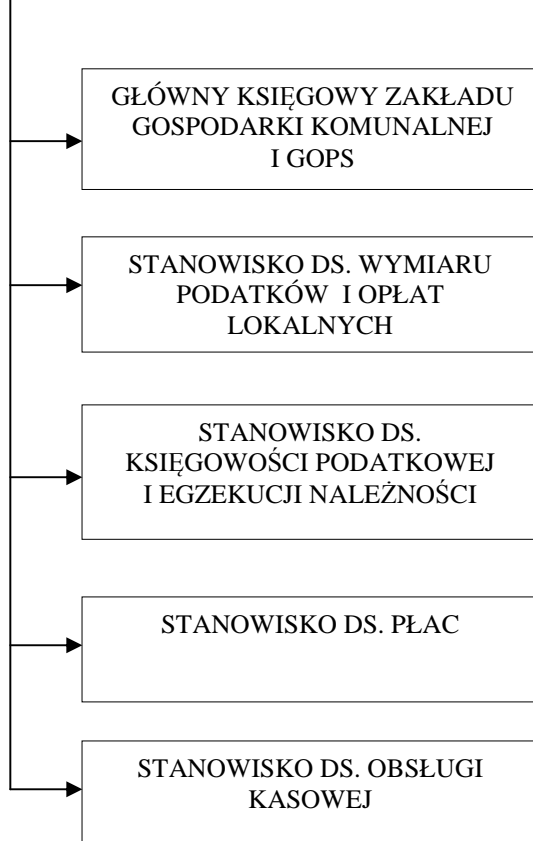 GŁÓWNY KSIĘGOWY ZAKŁADU
GOSPODARKI KOMUNALNEJ
I GOPS
STANOWISKO DS. WYMIARU
PODATKÓW I OPŁAT
LOKALNYCH
STANOWISKO DS.
KSIĘGOWOŚCI PODATKOWEJ
I EGZEKUCJI NALEŻNOŚCI
STANOWISKO DS. PŁAC
STANOWISKO DS. OBSŁUGI
KASOWEJ